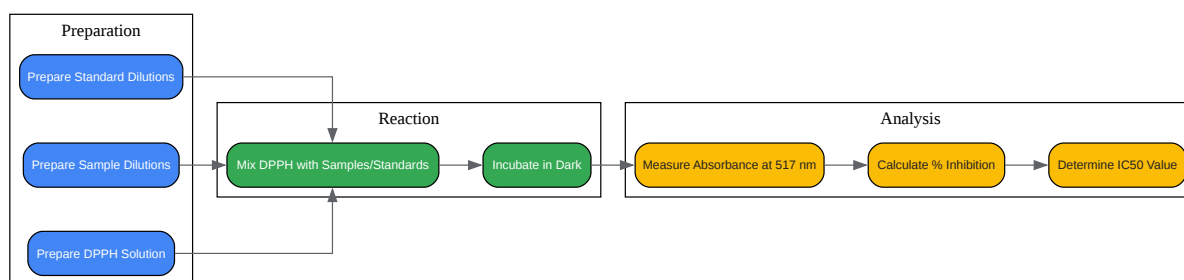 Preparation
Prepare Standard Dilutions
Prepare Sample Dilutions
Prepare DPPH Solution
Reaction
Mix DPPH with Samples/Standards
Incubate in Dark
Analysis
Measure Absorbance at 517 nm
Calculate % Inhibition
Determine IC50 Value